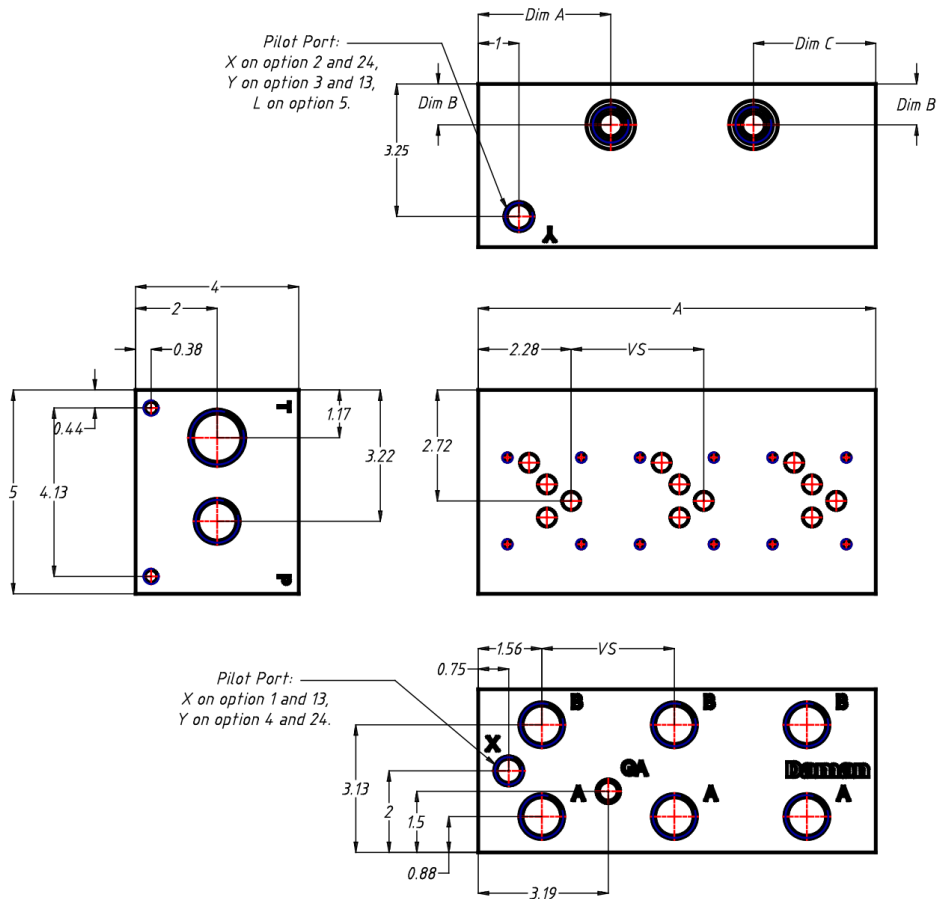 Dim A
1
Pilot Port:
X on option 2 and 24,
Y on option 3 and 13,
L on option 5.
Dim B
3.25
Dim C
Dim B
Y
4
2
0.38
0.44
4.13
5
T
1.17
3.22
P
A
2.28
VS
2.72
Pilot Port:
X on option 1 and 13,
Y on option 4 and 24.
1.56
VS
0.75
B
B
B
X
GA
Daman
A
A
A
3.13
2
1.5
0.88
3.19